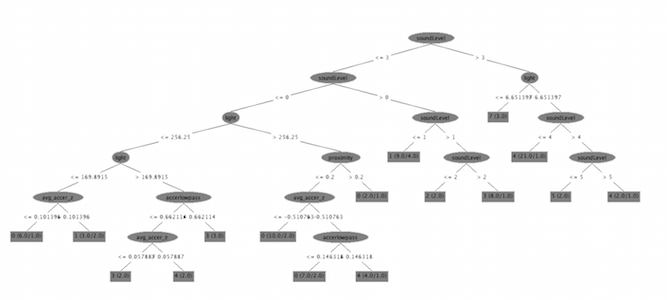 soundLevel
<= 3 > 3
soundLevel light
<= 0 > 0 <= 6.651397 6.651397
light soundLevel 7 (3.0) soundLevel
<= 256.25 > 256.25 <= 1 > 1 <= 4 > 4
light proximity 1 (9.0/4.0) soundLevel 4 (21.0/1.0) soundLevel
<= 169.8915 > 169.8915 <= 0.2 > 0.2 <= 2 > 2 <= 5 > 5
avg_accer_z accerlowpass avg_accer_z 0 (2.0/1.0) 2 (2.0) 3 (8.0/1.0) 5 (2.0) 4 (2.0/1.0)
<= 0.101396 0.101396 <= 0.662114 0.662114 <= -0.510763 -0.510763
0 (6.0/1.0) 1 (3.0/2.0) avg_accer_z 3 (3.0) 0 (10.0/2.0) accerlowpass
<= 0.057887 0.057887 <= 0.146318 0.146318
(2.0) 4 (2.0) 0 (7.0/2.0) 4 (4.0/1.0)